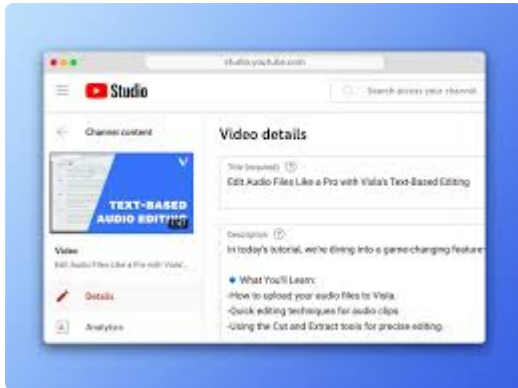 studio.youtube.com
Studio
Search across your channel
Channel content
Video details
TEXT-BASED
AUDIO EDITING
Title (required)
Edit Audio Files Like a Pro with Vizla's Text-Based Editing
Description
In today's tutorial, we're diving into a game-changing feature
What You'll Learn:
-How to upload your audio files to Vizla.
-Quick editing techniques for audio clips
-Using the Cut and Extract tools for precise editing.
Video
Edit Audio Files Like a Pro with
Details
Analytics